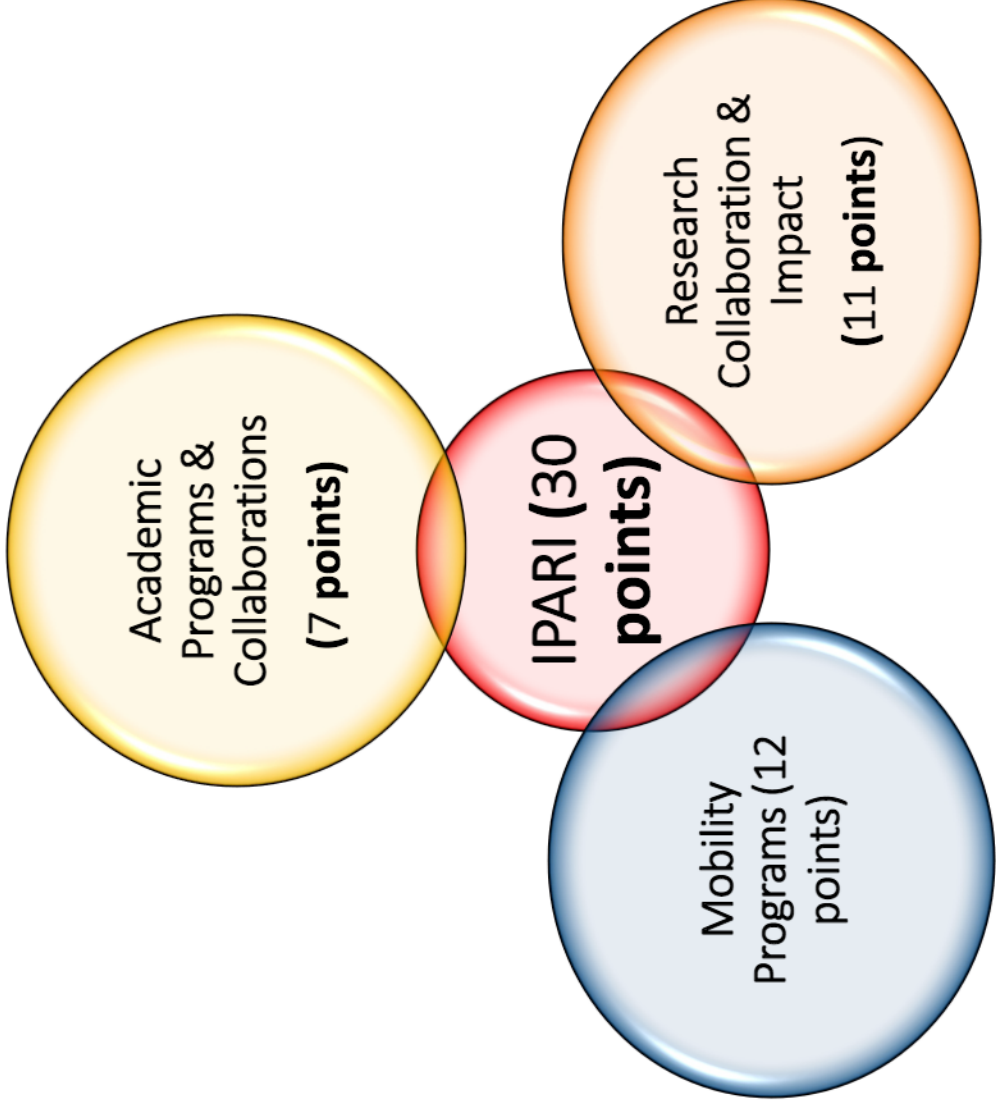 Academic
Programs &
Collaborations
(7 points)
IPARI (30
points)
Research
Collaboration &
Impact
(11 points)
Mobility
Programs (12
points)